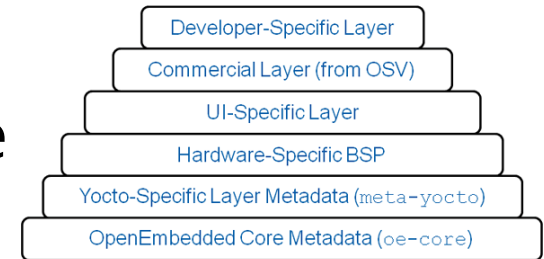 Developer-Specific Layer
Commercial Layer (from OSV)
UI-Specific Layer
e
Hardware-Specific BSP
Yocto-Specific Layer Metadata (meta-yocto)
OpenEmbedded Core Metadata (oe-core)